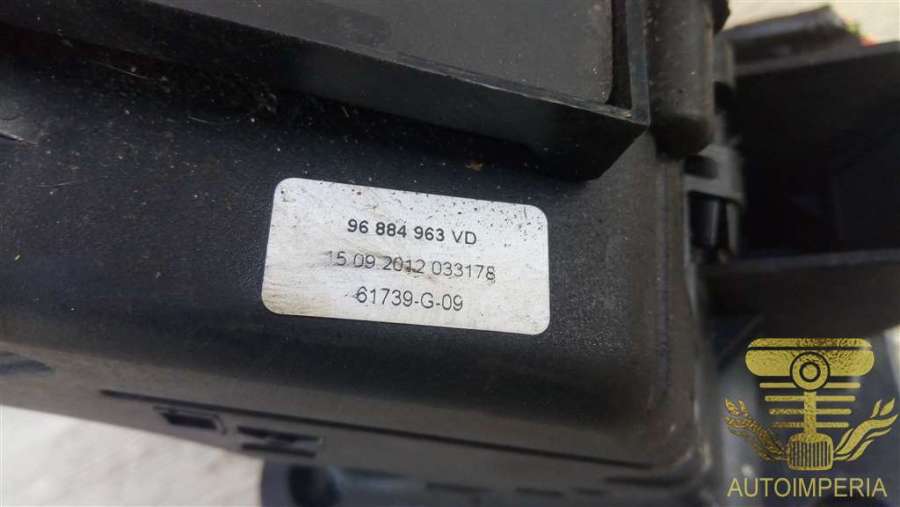 96 884 963 VD
15 09 2012 033178
61739-G-09
AUTOIMPERIA